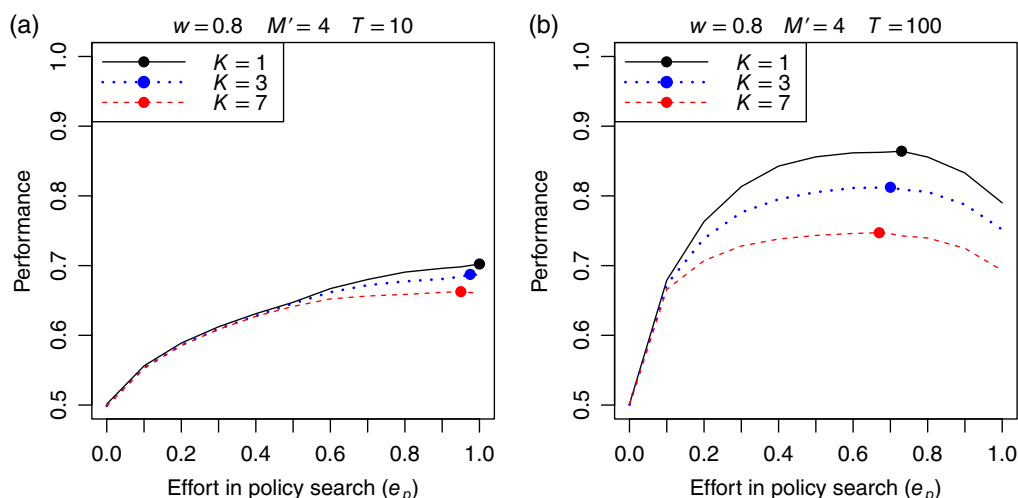 (a)
w = 0.8 M′ = 4 T = 10
K = 1
K = 3
K = 7
Performance
1.0
0.9
0.8
0.7
0.6
0.5
0.0 0.2 0.4 0.6 0.8 1.0
Effort in policy search (e_p)
(b)
w = 0.8 M′ = 4 T = 100
K = 1
K = 3
K = 7
Performance
1.0
0.9
0.8
0.7
0.6
0.5
0.0 0.2 0.4 0.6 0.8 1.0
Effort in policy search (e_p)